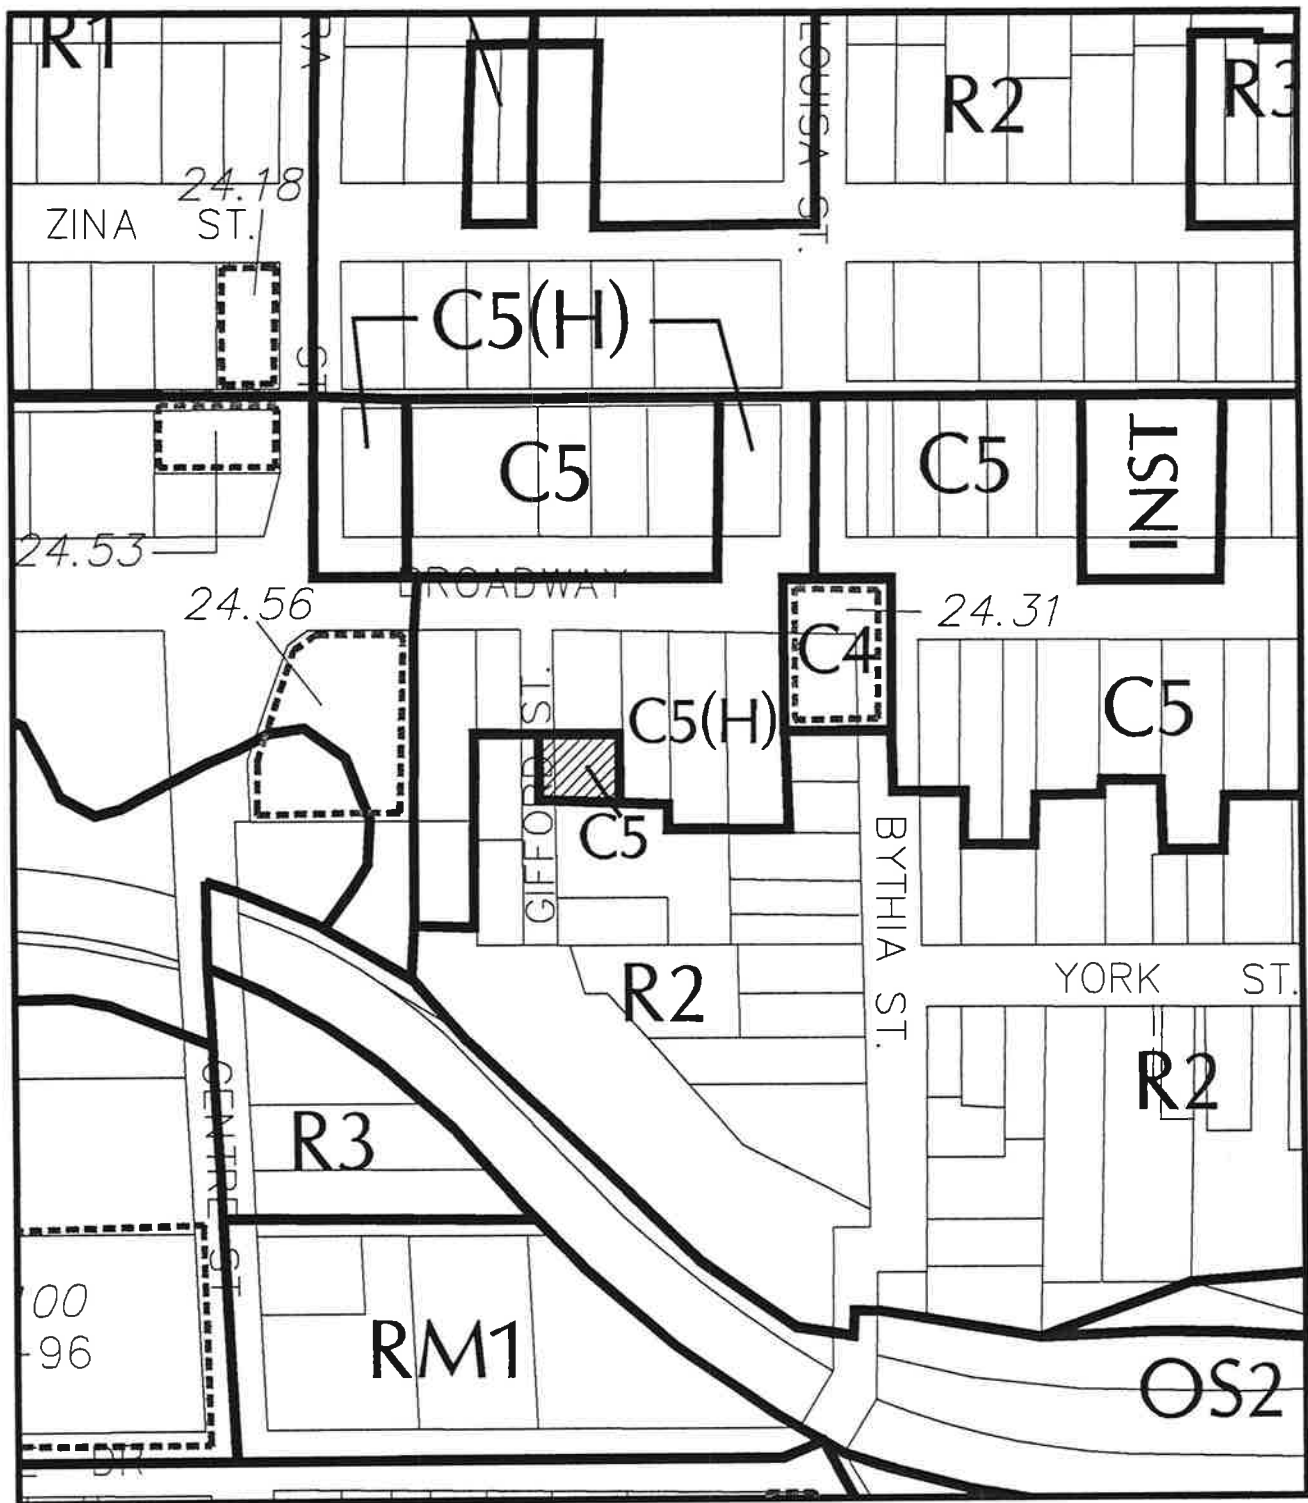 R1
LOUISA ST.
R2
R3
24.18
ZINA ST.
C5(H)
ST.
C5
C5
INST
24.53
BROADWAY
24.56
24.31
C4
C5(H)
C5
GIFFORD ST.
C5
BYTHIA ST.
R2
YORK ST.
R2
CENTRE ST
R3
00
-96
RM1
OS2
DR